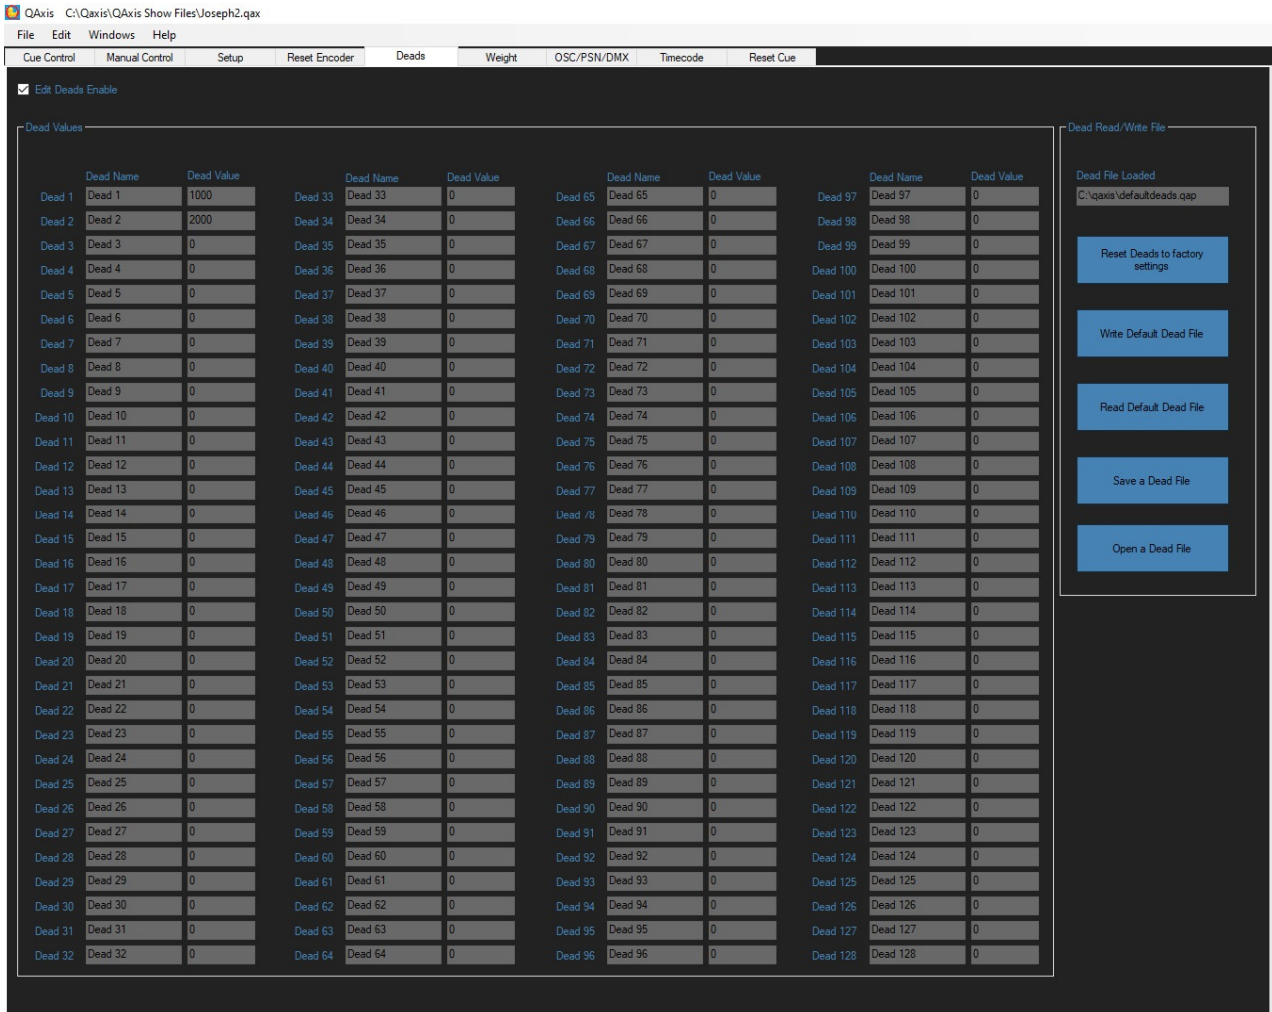 QAxis C:\Qaxis\QAxis Show Files\Joseph2.qax
File Edit Windows Help
Cue Control Manual Control Setup Reset Encoder Deads Weight OSC/PSN/DMX Timecode Reset Cue
Edit Deads Enable
Dead Values Dead Read/Write File
Dead Name Dead Value Dead Name Dead Value Dead Name Dead Value Dead Name Dead Value Dead File Loaded
Dead 1 Dead 1 1000 Dead 33 Dead 33 0 Dead 65 Dead 65 0 Dead 97 Dead 97 0 C:\qaxis\defaultdeads.qap
Dead 2 Dead 2 2000 Dead 34 Dead 34 0 Dead 66 Dead 66 0 Dead 98 Dead 98 0
Dead 3 Dead 3 0 Dead 35 Dead 35 0 Dead 67 Dead 67 0 Dead 99 Dead 99 0
Reset Deads to factory
settings
Dead 4 Dead 4 0 Dead 36 Dead 36 0 Dead 68 Dead 68 0 Dead 100 Dead 100 0
Dead 5 Dead 5 0 Dead 37 Dead 37 0 Dead 69 Dead 69 0 Dead 101 Dead 101 0
Dead 6 Dead 6 0 Dead 38 Dead 38 0 Dead 70 Dead 70 0 Dead 102 Dead 102 0
Write Default Dead File
Dead 7 Dead 7 0 Dead 39 Dead 39 0 Dead 71 Dead 71 0 Dead 103 Dead 103 0
Dead 8 Dead 8 0 Dead 40 Dead 40 0 Dead 72 Dead 72 0 Dead 104 Dead 104 0
Dead 9 Dead 9 0 Dead 41 Dead 41 0 Dead 73 Dead 73 0 Dead 105 Dead 105 0
Read Default Dead File
Dead 10 Dead 10 0 Dead 42 Dead 42 0 Dead 74 Dead 74 0 Dead 106 Dead 106 0
Dead 11 Dead 11 0 Dead 43 Dead 43 0 Dead 75 Dead 75 0 Dead 107 Dead 107 0
Dead 12 Dead 12 0 Dead 44 Dead 44 0 Dead 76 Dead 76 0 Dead 108 Dead 108 0
Save a Dead File
Dead 13 Dead 13 0 Dead 45 Dead 45 0 Dead 77 Dead 77 0 Dead 109 Dead 109 0
Dead 14 Dead 14 0 Dead 46 Dead 46 0 Dead 78 Dead 78 0 Dead 110 Dead 110 0
Dead 15 Dead 15 0 Dead 47 Dead 47 0 Dead 79 Dead 79 0 Dead 111 Dead 111 0
Open a Dead File
Dead 16 Dead 16 0 Dead 48 Dead 48 0 Dead 80 Dead 80 0 Dead 112 Dead 112 0
Dead 17 Dead 17 0 Dead 49 Dead 49 0 Dead 81 Dead 81 0 Dead 113 Dead 113 0
Dead 18 Dead 18 0 Dead 50 Dead 50 0 Dead 82 Dead 82 0 Dead 114 Dead 114 0
Dead 19 Dead 19 0 Dead 51 Dead 51 0 Dead 83 Dead 83 0 Dead 115 Dead 115 0
Dead 20 Dead 20 0 Dead 52 Dead 52 0 Dead 84 Dead 84 0 Dead 116 Dead 116 0
Dead 21 Dead 21 0 Dead 53 Dead 53 0 Dead 85 Dead 85 0 Dead 117 Dead 117 0
Dead 22 Dead 22 0 Dead 54 Dead 54 0 Dead 86 Dead 86 0 Dead 118 Dead 118 0
Dead 23 Dead 23 0 Dead 55 Dead 55 0 Dead 87 Dead 87 0 Dead 119 Dead 119 0
Dead 24 Dead 24 0 Dead 56 Dead 56 0 Dead 88 Dead 88 0 Dead 120 Dead 120 0
Dead 25 Dead 25 0 Dead 57 Dead 57 0 Dead 89 Dead 89 0 Dead 121 Dead 121 0
Dead 26 Dead 26 0 Dead 58 Dead 58 0 Dead 90 Dead 90 0 Dead 122 Dead 122 0
Dead 27 Dead 27 0 Dead 59 Dead 59 0 Dead 91 Dead 91 0 Dead 123 Dead 123 0
Dead 28 Dead 28 0 Dead 60 Dead 60 0 Dead 92 Dead 92 0 Dead 124 Dead 124 0
Dead 29 Dead 29 0 Dead 61 Dead 61 0 Dead 93 Dead 93 0 Dead 125 Dead 125 0
Dead 30 Dead 30 0 Dead 62 Dead 62 0 Dead 94 Dead 94 0 Dead 126 Dead 126 0
Dead 31 Dead 31 0 Dead 63 Dead 63 0 Dead 95 Dead 95 0 Dead 127 Dead 127 0
Dead 32 Dead 32 0 Dead 64 Dead 64 0 Dead 96 Dead 96 0 Dead 128 Dead 128 0